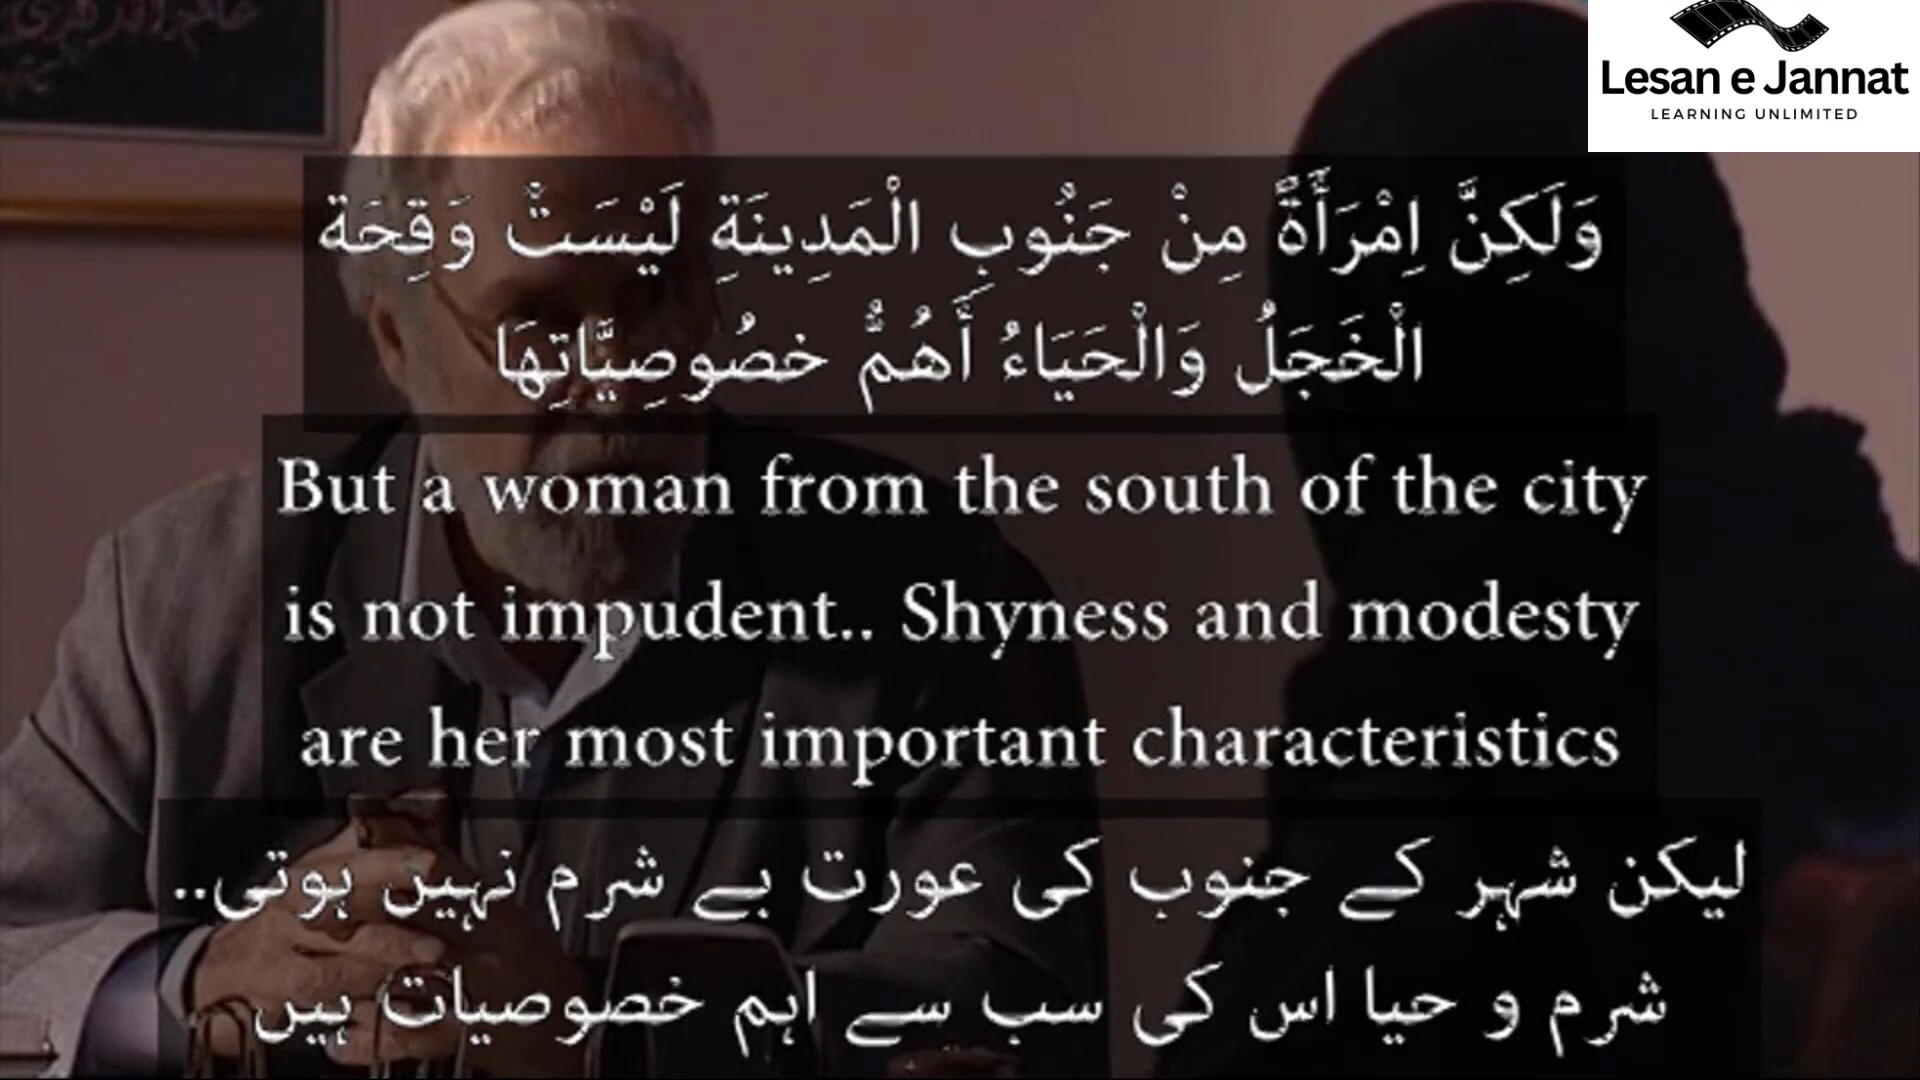 Lesan e Jannat
LEARNING UNLIMITED
وَلَكِنَّ اِمْرَأَةً مِنْ جَنُوبِ الْمَدِينَةِ لَيْسَتْ وَقِحَة
الْخَجَلُ وَالْحَيَاءُ أَهُمُّ خصُوصِيَّاتِهَا
But a woman from the south of the city
is not impudent.. Shyness and modesty
are her most important characteristics
لیکن شہر کے جنوب کی عورت بے شرم نہیں ہوتی..
شرم و حیا اس کی سب سے اہم خصوصیات ہیں